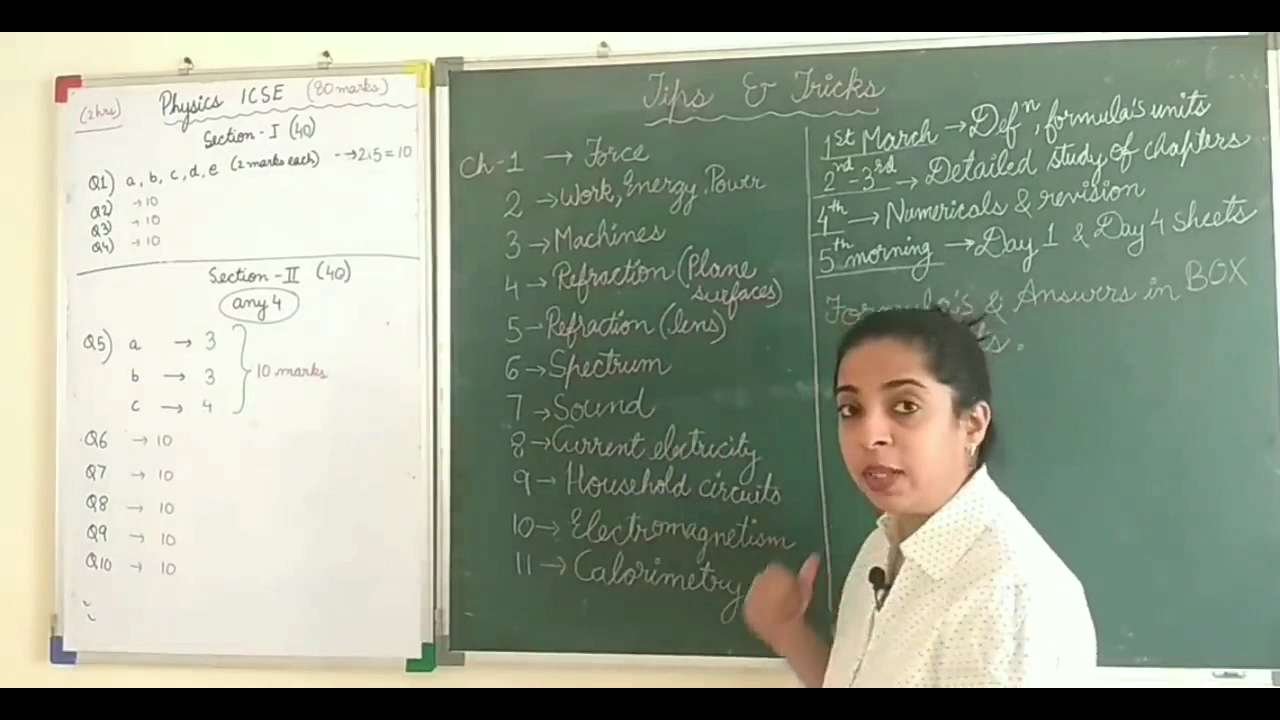 (2hrs) Physics ICSE (80 marks)
Section-I (40)
Q1) a, b, c, d, e (2 marks each) → 2×5=10
Q2) → 10
Q3) → 10
Q4) → 10
Section-II (40)
any 4
Q5) a → 3
b → 3
c → 4
10 marks
Q6 → 10
Q7 → 10
Q8 → 10
Q9 → 10
Q10 → 10
Tips & Tricks
Ch-1 → Force
2 → Work, Energy, Power
3 → Machines
4 → Refraction (Plane
surfaces)
5 → Refraction (lens)
6 → Spectrum
7 → Sound
8 → Current electricity
9 → Household circuits
10 → Electromagnetism
11 → Calorimetry
1st March → Defn, formula's units
2nd - 3rd → Detailed study of chapters
4th → Numericals & revision
5th morning → Day 1 & Day 4 sheets
Formula's & Answers in BOX